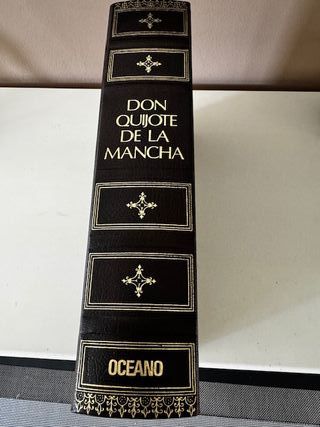 DON
QUIJOTE
DE LA
MANCHA
OCEANO